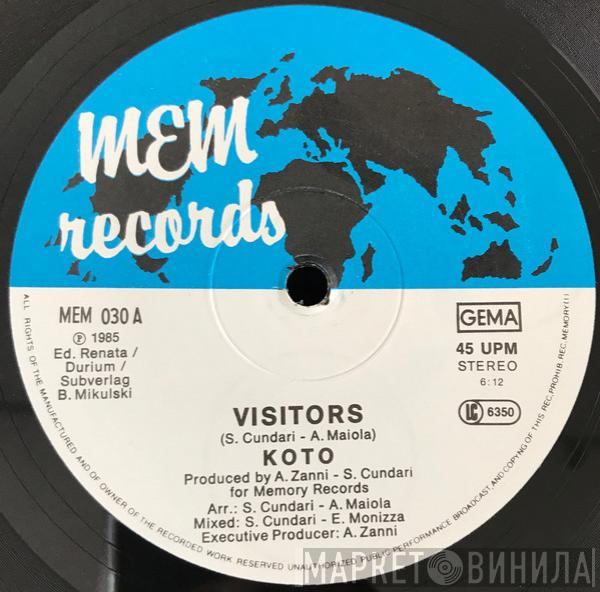 MEM
records
MEM 030 A
℗ 1985
Ed. Renata /
Durium /
Subverlag
B. Mikulski
GEMA
45 UPM
STEREO
6:12
LC 6350
VISITORS
(S. Cundari - A. Maiola)
KOTO
Produced by A. Zanni - S. Cundari
for Memory Records
Arr.: S. Cundari - A. Maiola
Mixed: S. Cundari - E. Monizza
Executive Producer: A. Zanni
ALL RIGHTS OF THE MANUFACTURED AND OF OWNER OF THE RECORDED WORK RESERVED UNAUTHORIZED PUBLIC PERFORMANCE BROADCAST, AND COPYNG OF THIS REC. PROHIB. REC. MEMORY
МАРКЕТ ВИНИЛА